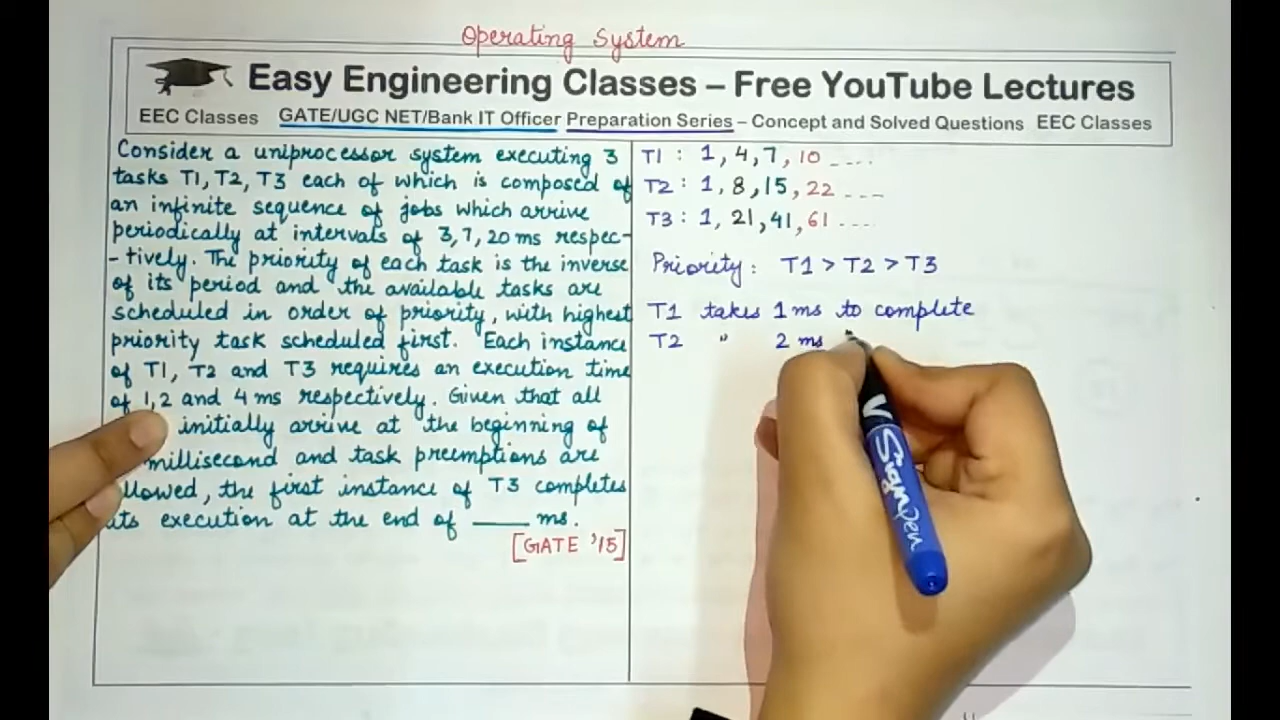 Operating System
Easy Engineering Classes – Free YouTube Lectures
EEC Classes GATE/UGC NET/Bank IT Officer Preparation Series – Concept and Solved Questions EEC Classes
Consider a uniprocessor system executing 3
tasks T1, T2, T3 each of which is composed of
an infinite sequence of jobs which arrive
periodically at intervals of 3, 7, 20 ms respec-
-tively. The priority of each task is the inverse
of its period and the available tasks are
scheduled in order of priority, with highest
priority task scheduled first. Each instance
of T1, T2 and T3 requires an execution time
of 1, 2 and 4 ms respectively. Given that all
initially arrive at the beginning of
millisecond and task preemptions are
llowed, the first instance of T3 completes
its execution at the end of ____ ms.
[GATE '15]
T1 : 1, 4, 7, 10 ----.
T2 : 1, 8, 15, 22 ---
T3 : 1, 21, 41, 61 ----
Priority : T1 > T2 > T3
T1 takes 1 ms to complete
T2 " 2 ms
V Signpen